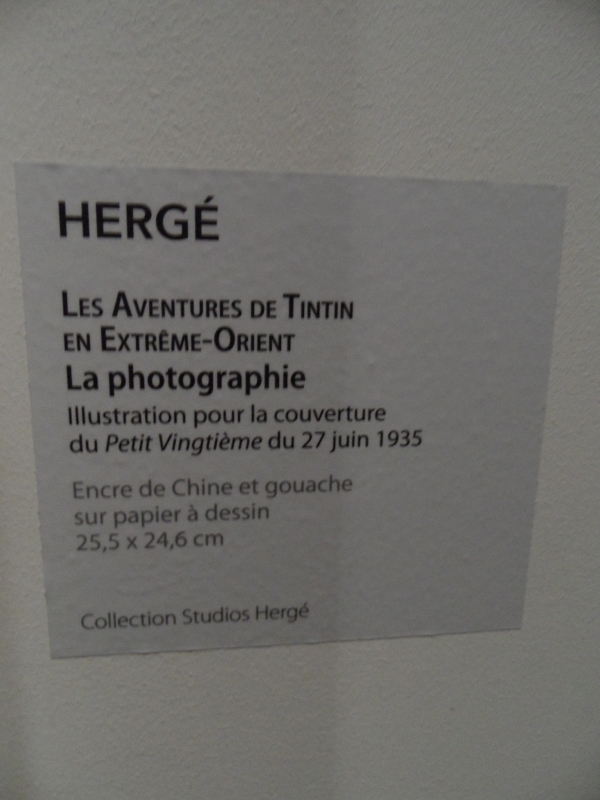 HERGÉ
LES AVENTURES DE TINTIN
EN EXTRÊME-ORIENT
La photographie
Illustration pour la couverture
du Petit Vingtième du 27 juin 1935
Encre de Chine et gouache
sur papier à dessin
25,5 x 24,6 cm
Collection Studios Hergé